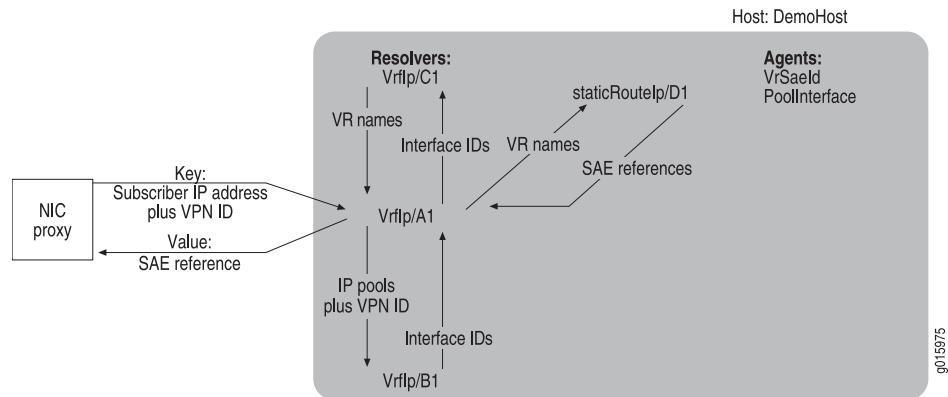 Host: DemoHost
Resolvers:
VrfIp/C1
Agents:
VrSaeId
PoolInterface
staticRouteIp/D1
VR names
Interface IDs
VR names
SAE references
Key:
Subscriber IP address
plus VPN ID
NIC
proxy
VrfIp/A1
Value:
SAE reference
IP pools
plus VPN ID
Interface IDs
VrfIp/B1
g015975